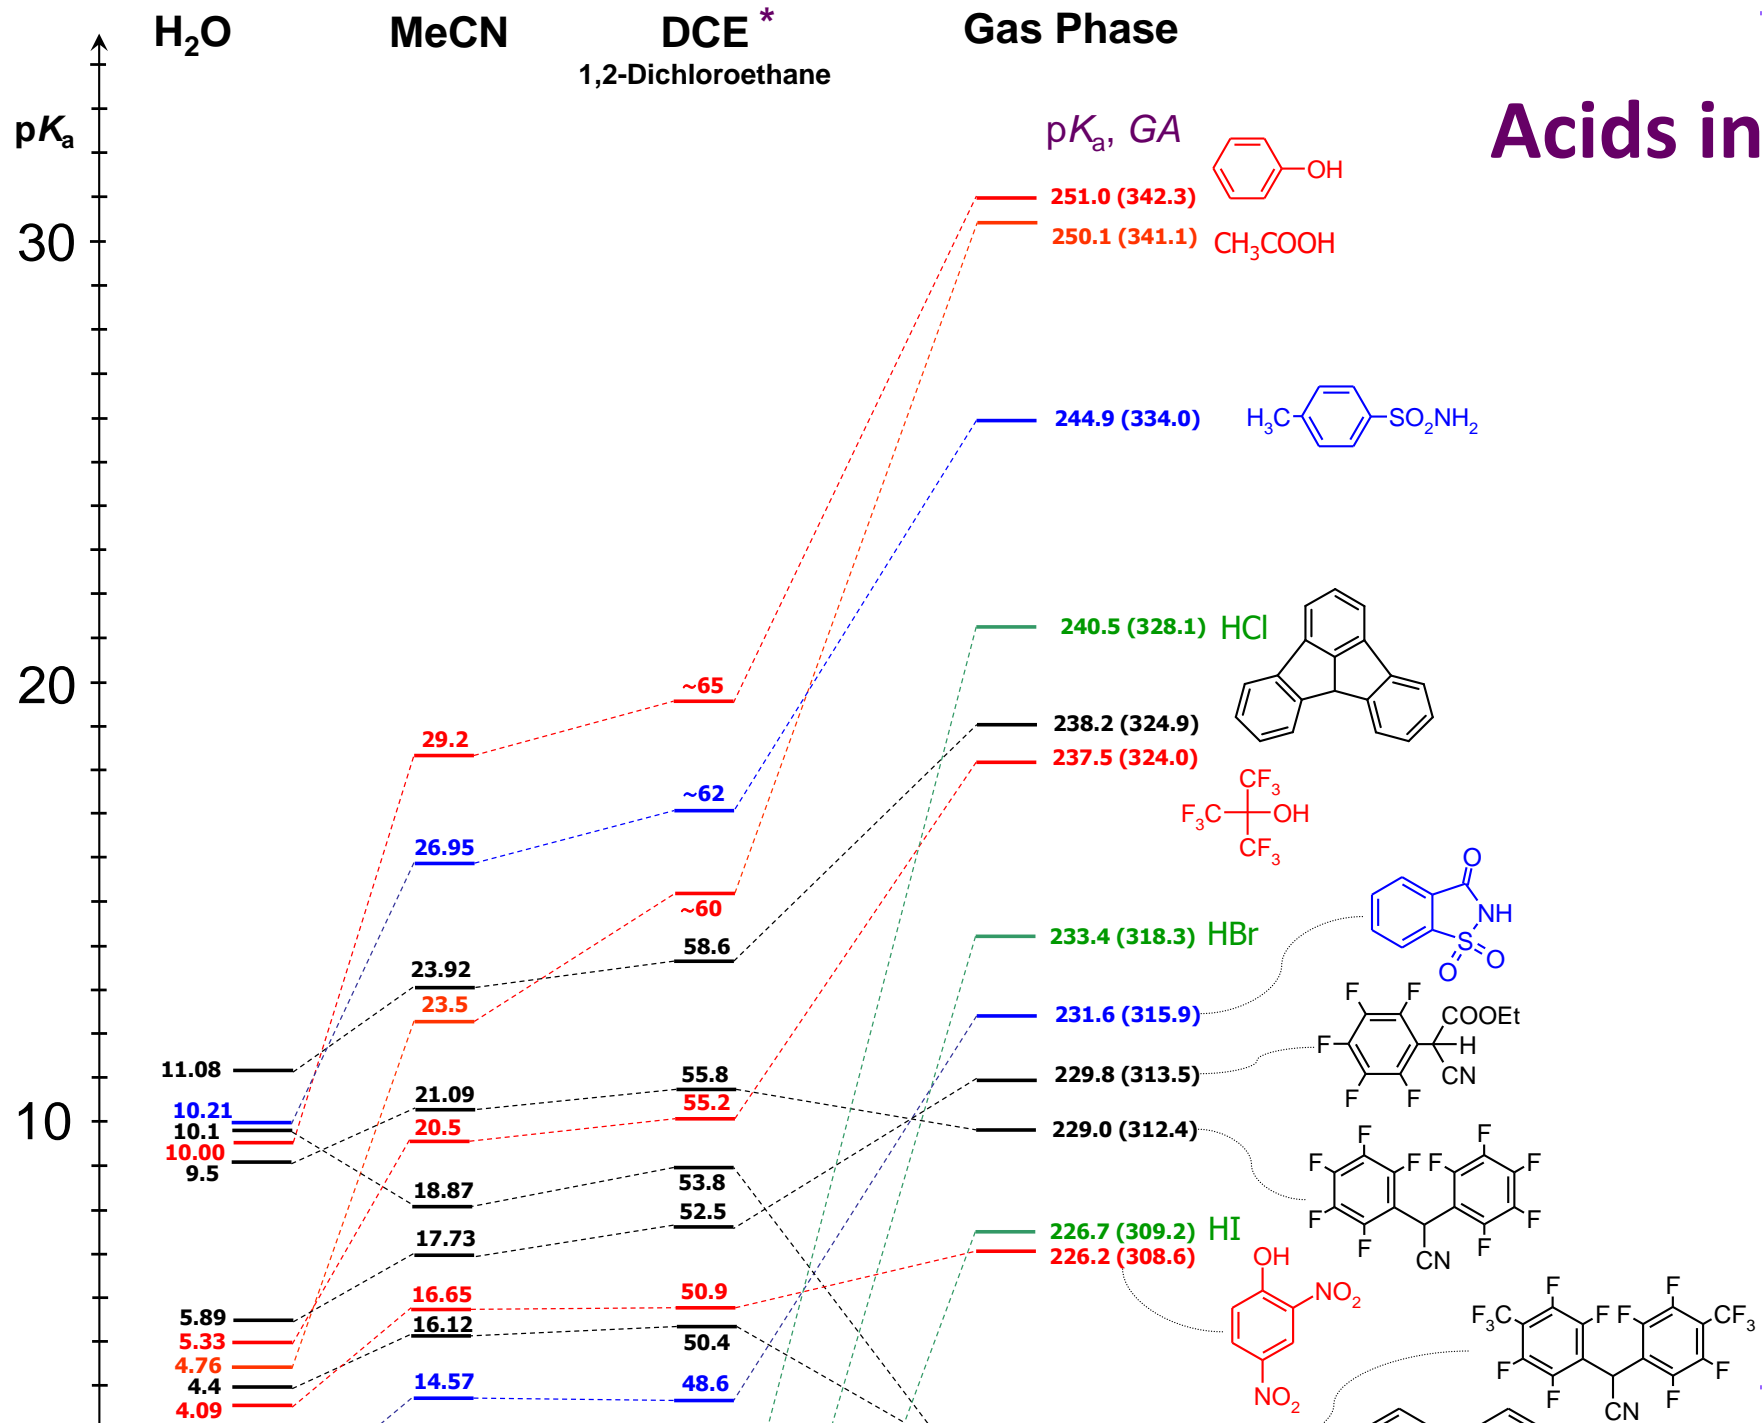 H₂O MeCN DCE * Gas Phase
1,2-Dichloroethane
pKa
pKa, GA
Acids in
OH
251.0 (342.3)
30
250.1 (341.1) CH₃COOH
244.9 (334.0) H₃C SO₂NH₂
240.5 (328.1) HCl
20
~65
238.2 (324.9)
29.2
237.5 (324.0)
CF₃
F₃C OH
CF₃
~62
26.95
O
NH
S
O O
~60
58.6
233.4 (318.3) HBr
23.92
23.5
231.6 (315.9)
F F
COOEt
F H
CN
F F
11.08
55.8
229.8 (313.5)
21.09
10.21
55.2
10
10.1
20.5
229.0 (312.4)
10.00
9.5
F F
F F F F
F F
F F
CN
18.87
53.8
52.5
17.73
226.7 (309.2) HI
226.2 (308.6)
OH
NO₂
NO₂
16.65
50.9
5.89
16.12
5.33
50.4
4.76
4.4
14.57
48.6
4.09
F F
F₃C F F CF₃
F F
F F
CN